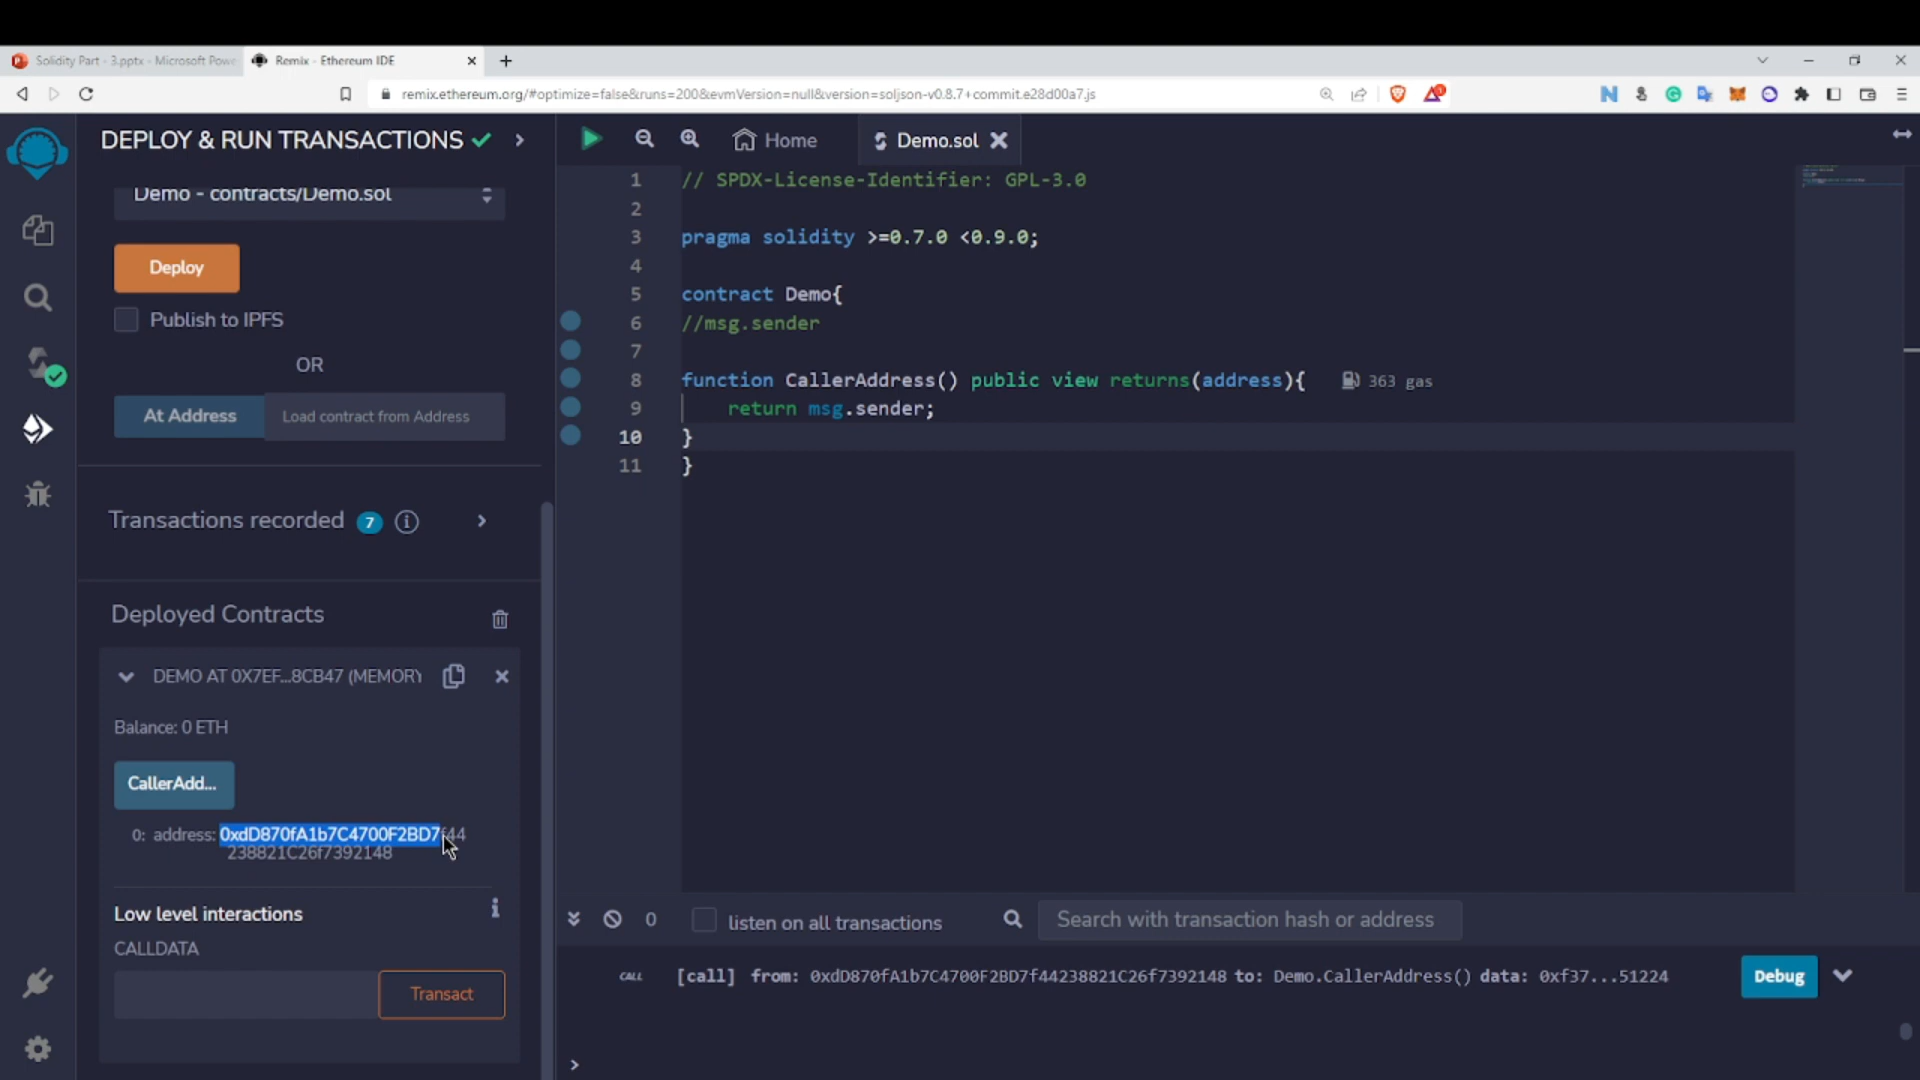 Solidity Part - 3.pptx - Microsoft Powe
Remix - Ethereum IDE
remix.ethereum.org/#optimize=false&runs=200&evmVersion=null&version=soljson-v0.8.7+commit.e28d00a7.js
DEPLOY & RUN TRANSACTIONS
Demo - contracts/Demo.sol
Deploy
Publish to IPFS
OR
At Address
Load contract from Address
Transactions recorded 7 i
Deployed Contracts
DEMO AT 0X7EF...8CB47 (MEMORY
Balance: 0 ETH
CallerAdd...
0: address: 0xdD870fA1b7C4700F2BD7f44
238821C26f7392148
Low level interactions
i
CALLDATA
Transact
Home
Demo.sol
1 // SPDX-License-Identifier: GPL-3.0
2
3 pragma solidity >=0.7.0 <0.9.0;
4
5 contract Demo{
6 //msg.sender
7
8 function CallerAddress() public view returns(address){ 363 gas
9 return msg.sender;
10 }
11 }
0
listen on all transactions
Search with transaction hash or address
CALL [call] from: 0xdD870fA1b7C4700F2BD7f44238821C26f7392148 to: Demo.CallerAddress() data: 0xf37...51224
Debug
>